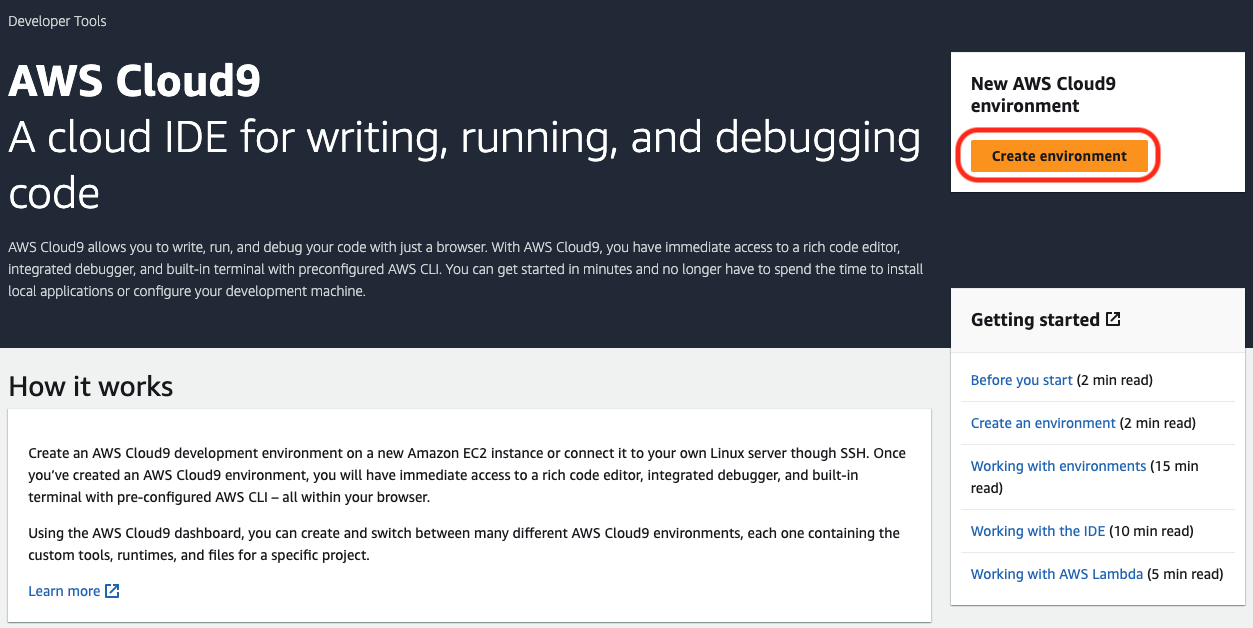 Developer Tools
AWS Cloud9
A cloud IDE for writing, running, and debugging
code
AWS Cloud9 allows you to write, run, and debug your code with just a browser. With AWS Cloud9, you have immediate access to a rich code editor,
integrated debugger, and built-in terminal with preconfigured AWS CLI. You can get started in minutes and no longer have to spend the time to install
local applications or configure your development machine.
New AWS Cloud9
environment
Create environment
How it works
Create an AWS Cloud9 development environment on a new Amazon EC2 instance or connect it to your own Linux server though SSH. Once
you’ve created an AWS Cloud9 environment, you will have immediate access to a rich code editor, integrated debugger, and built-in
terminal with pre-configured AWS CLI – all within your browser.
Using the AWS Cloud9 dashboard, you can create and switch between many different AWS Cloud9 environments, each one containing the
custom tools, runtimes, and files for a specific project.
Learn more
Getting started
Before you start (2 min read)
Create an environment (2 min read)
Working with environments (15 min
read)
Working with the IDE (10 min read)
Working with AWS Lambda (5 min read)